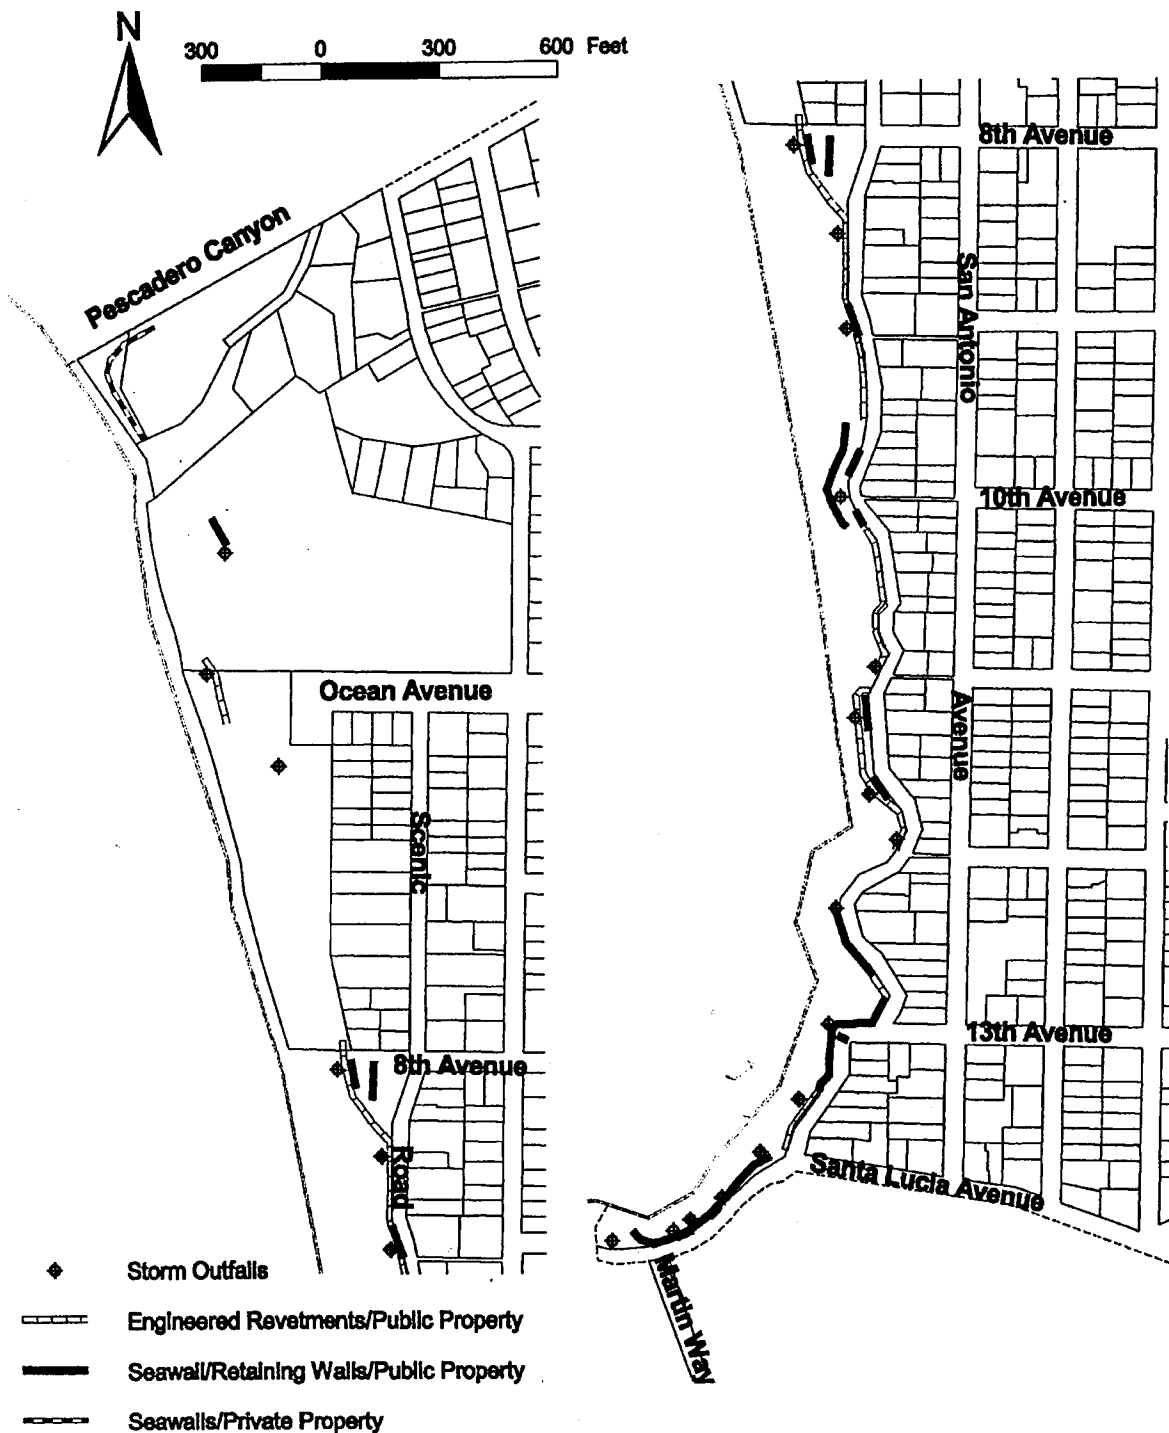 N
300 0 300 600 Feet
Pescadero Canyon
Ocean Avenue
Scenic
8th Avenue
Road
8th Avenue
San Antonio
10th Avenue
Avenue
13th Avenue
Santa Lucia Avenue
Martin Way
Storm Outfalls
Engineered Revetments/Public Property
Seawall/Retaining Walls/Public Property
Seawalls/Private Property